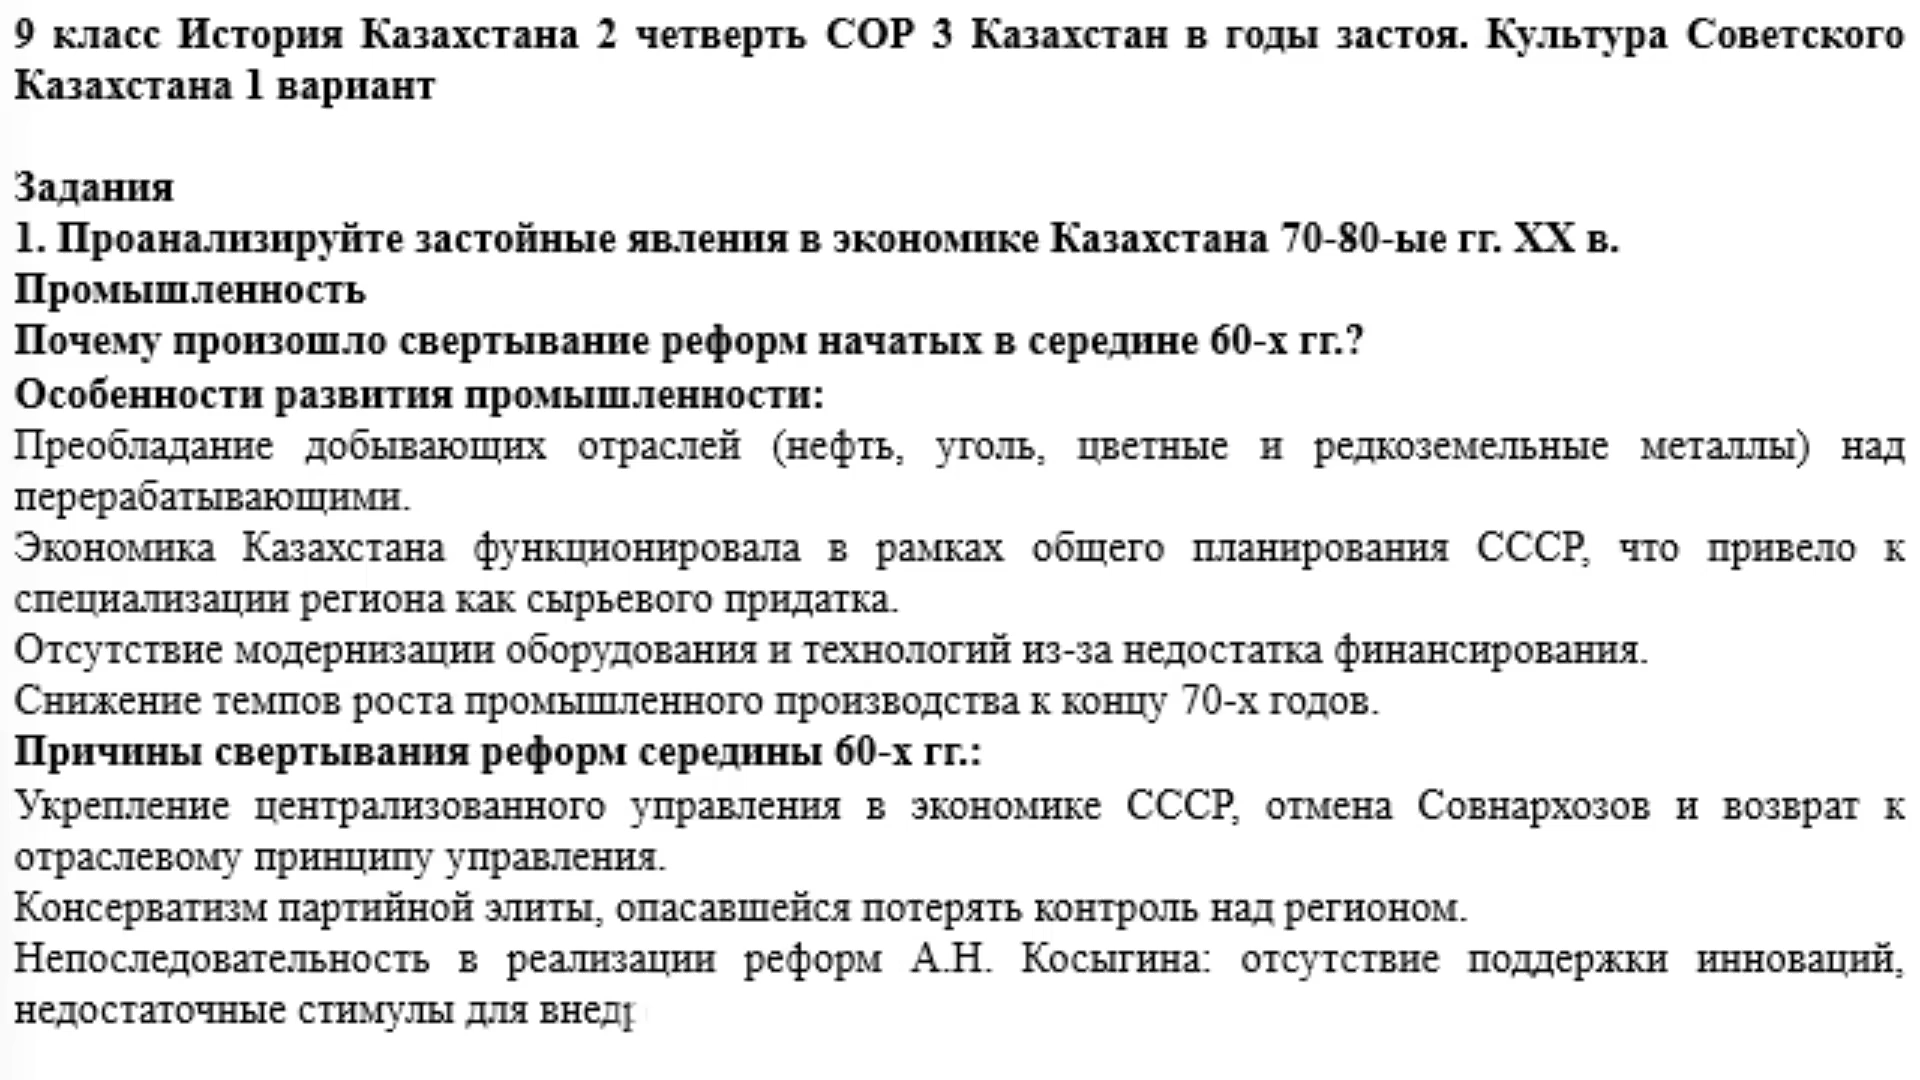 9 класс История Казахстана 2 четверть СОР 3 Казахстан в годы застоя. Культура Советского
Казахстана 1 вариант
Задания
1. Проанализируйте застойные явления в экономике Казахстана 70-80-ые гг. XX в.
Промышленность
Почему произошло свертывание реформ начатых в середине 60-х гг.?
Особенности развития промышленности:
Преобладание добывающих отраслей (нефть, уголь, цветные и редкоземельные металлы) над
перерабатывающими.
Экономика Казахстана функционировала в рамках общего планирования СССР, что привело к
специализации региона как сырьевого придатка.
Отсутствие модернизации оборудования и технологий из-за недостатка финансирования.
Снижение темпов роста промышленного производства к концу 70-х годов.
Причины свертывания реформ середины 60-х гг.:
Укрепление централизованного управления в экономике СССР, отмена Совнархозов и возврат к
отраслевому принципу управления.
Консерватизм партийной элиты, опасавшейся потерять контроль над регионом.
Непоследовательность в реализации реформ А.Н. Косыгина: отсутствие поддержки инноваций,
недостаточные стимулы для